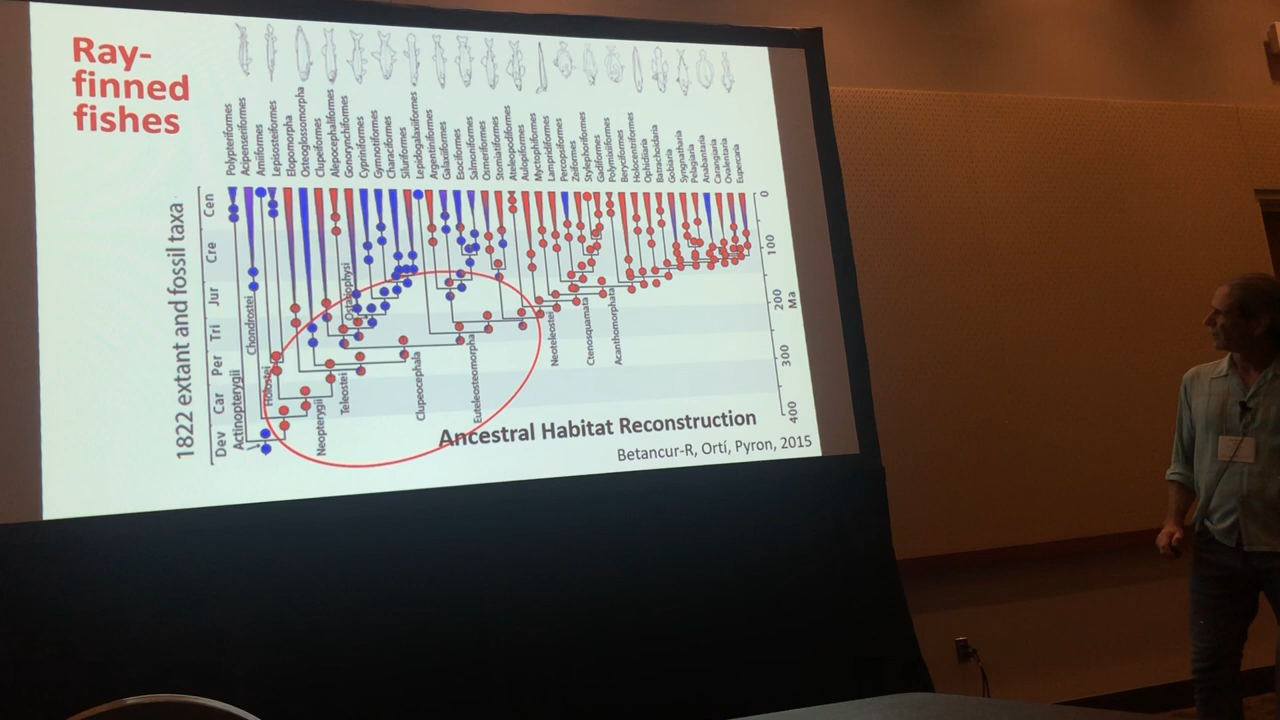 Ray-
finned
fishes
1822 extant and fossil taxa
Polypteriformes
Acipenseriformes
Amiiformes
Lepisosteiformes
Elopomorpha
Osteoglossomorpha
Clupeiformes
Alepocephaliformes
Gonorynchiformes
Cypriniformes
Gymnotiformes
Characiformes
Siluriformes
Lepidogalaxiiformes
Argentiniformes
Galaxiiformes
Esociformes
Salmoniformes
Osmeriformes
Stomiatiformes
Ateleopodiformes
Aulopiformes
Myctophiformes
Lampridiformes
Percopsiformes
Zeiformes
Stylephoriformes
Gadiformes
Polymixiiformes
Beryciformes
Holocentriformes
Ophidiaria
Batrachoidaria
Gobiaria
Syngnatharia
Pelagiaria
Anabantaria
Carangiaria
Ovalentaria
Eupercaria
Dev Car Per Tri Jur Cre Cen
Actinopterygii
Chondrostei
Holostei
Neopterygii
Teleostei
Ostariophysi
Clupeocephala
Euteleosteomorpha
Neoteleostei
Ctenosquamata
Acanthomorphata
400 300 200 100 0
Ma
Ancestral Habitat Reconstruction
Betancur-R, Ortí, Pyron, 2015